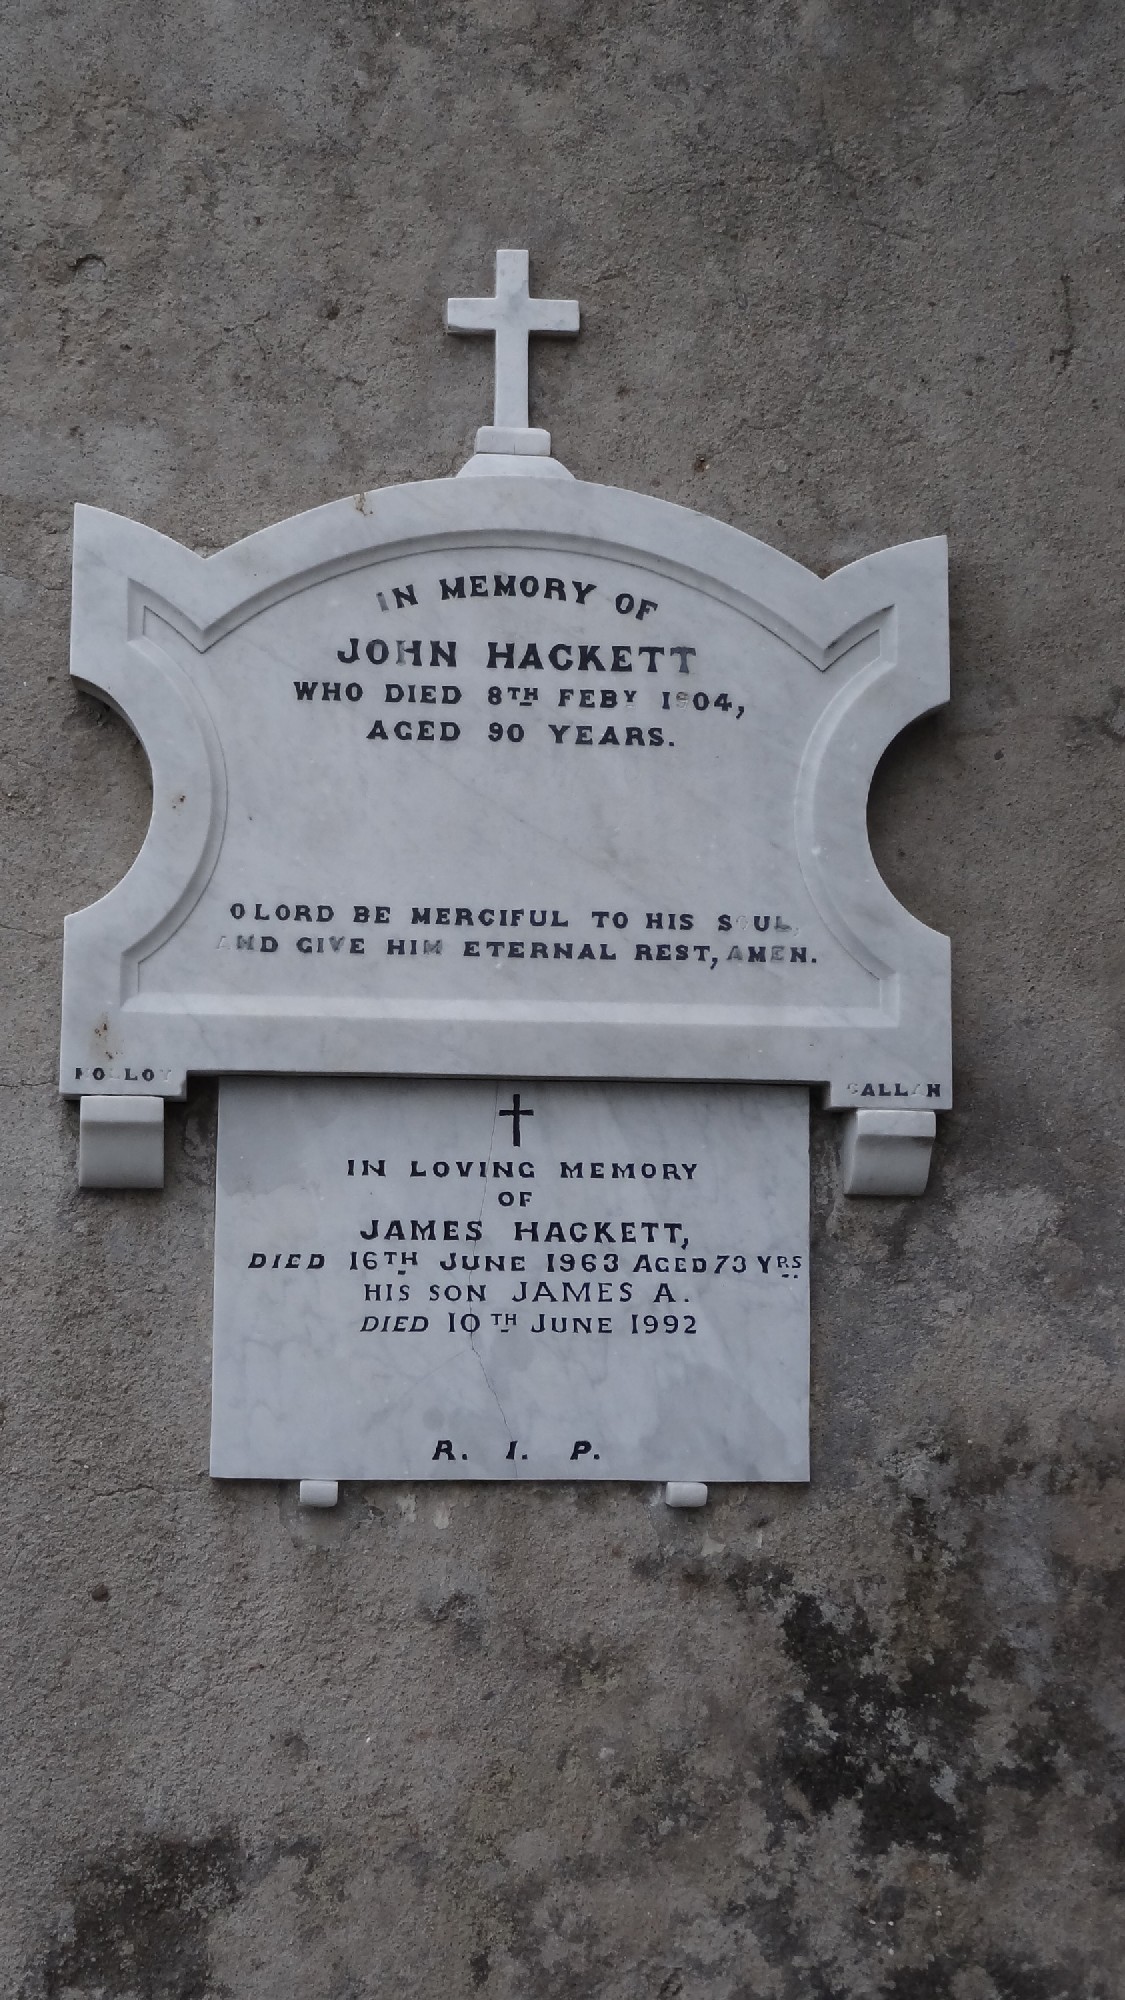 IN MEMORY OF
JOHN HACKETT
WHO DIED 8TH FEBY 1904,
AGED 90 YEARS.
O LORD BE MERCIFUL TO HIS SOUL,
AND GIVE HIM ETERNAL REST, AMEN.
MOLLOY
CALLAN
IN LOVING MEMORY
OF
JAMES HACKETT,
DIED 16TH JUNE 1963 AGED 73 YRS
HIS SON JAMES A.
DIED 10TH JUNE 1992
R. I. P.